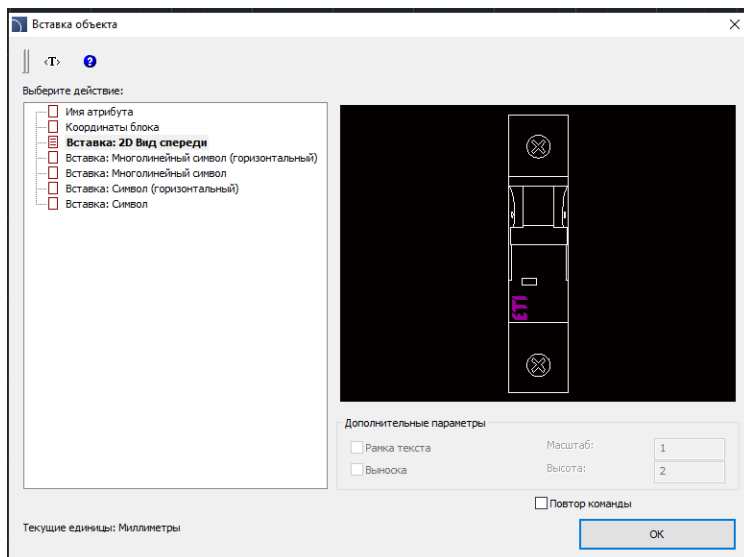 Вставка объекта
‹T›
?
Выберите действие:
Имя атрибута
Координаты блока
Вставка: 2D Вид спереди
Вставка: Многолинейный символ (горизонтальный)
Вставка: Многолинейный символ
Вставка: Символ (горизонтальный)
Вставка: Символ
ETI
Дополнительные параметры
Рамка текста
Масштаб:
1
Выноска
Высота:
2
Повтор команды
Текущие единицы: Миллиметры
OK